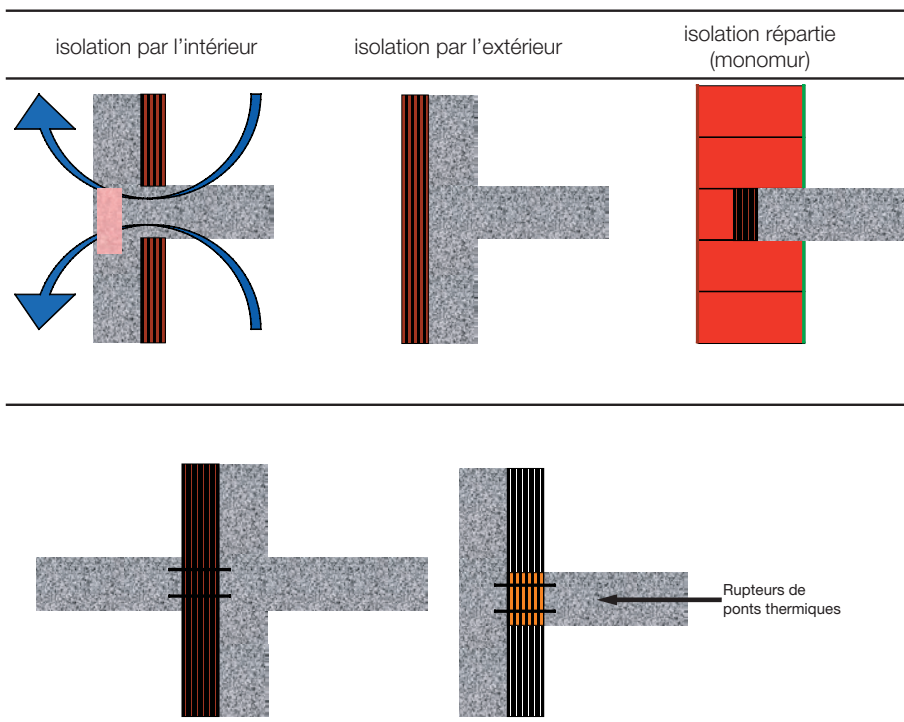 isolation par l’intérieur
isolation par l’extérieur
isolation répartie
(monomur)
Rupteurs de
ponts thermiques